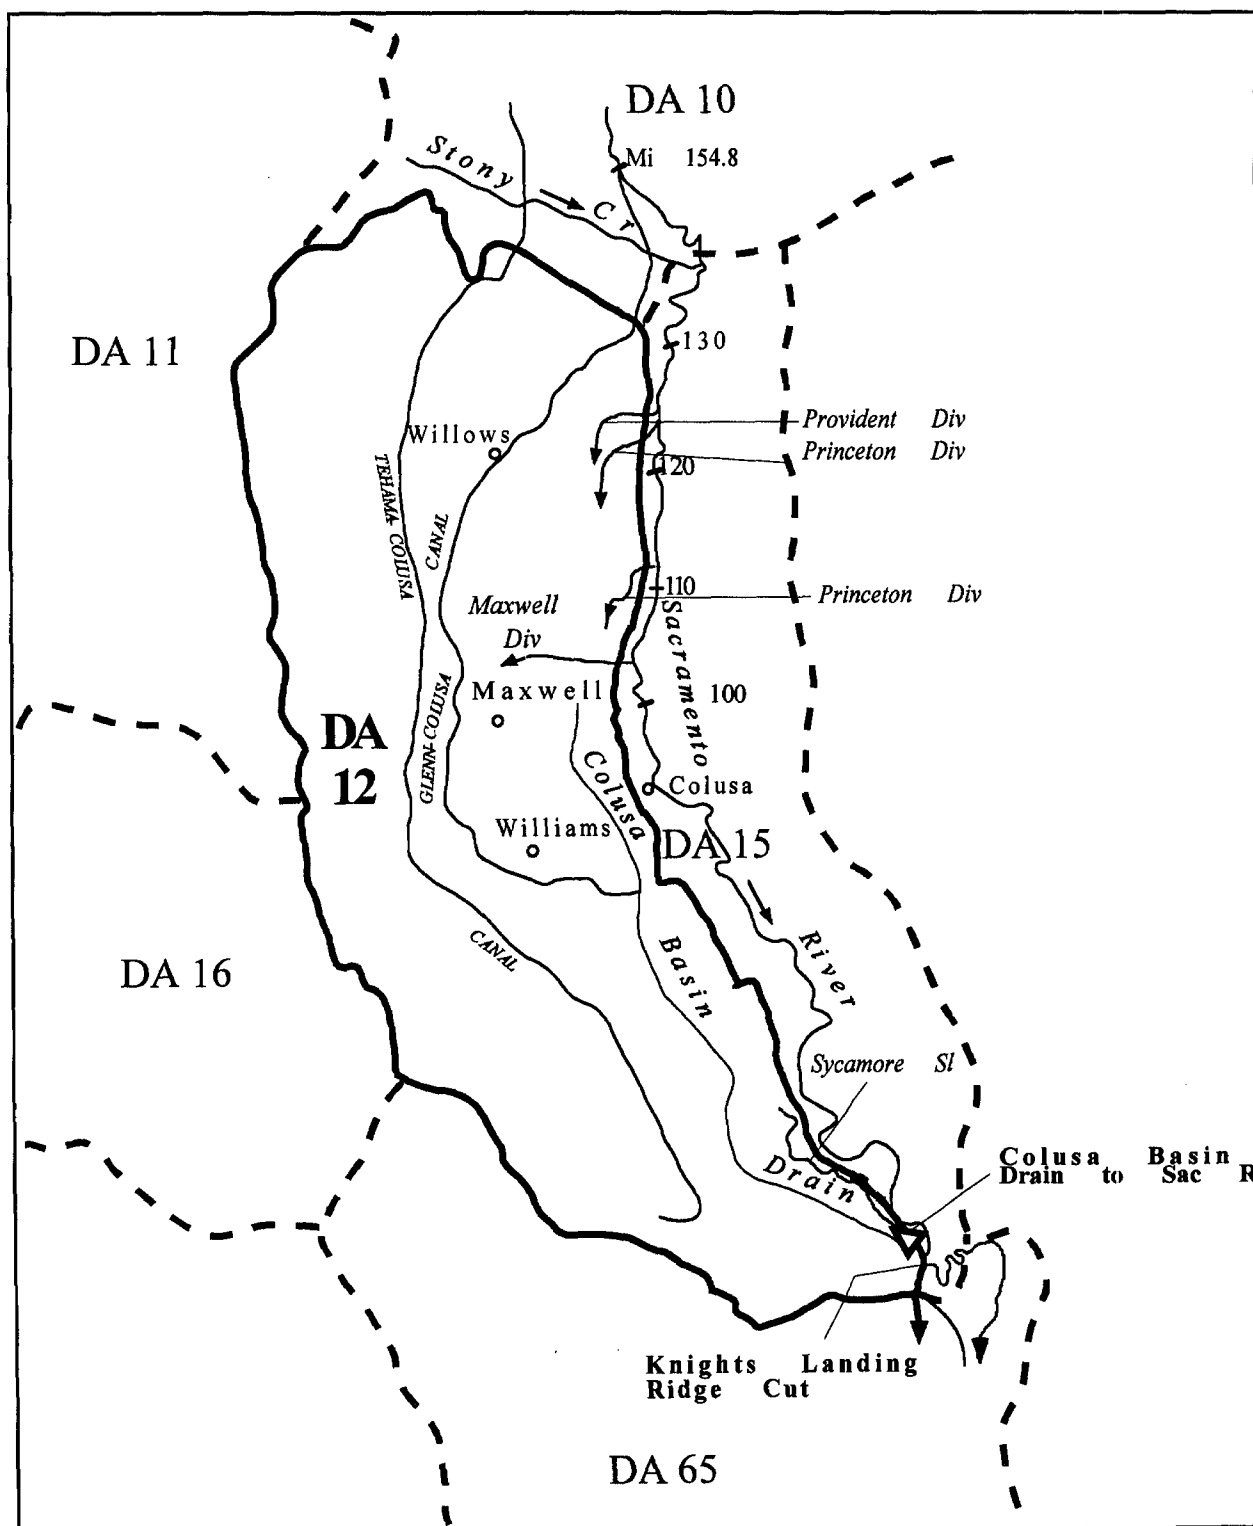 DA 10
Mi 154.8
Stony Cr
DA 11
130
Provident Div
Willows
Princeton Div
120
TEHAMA-COLUSA
CANAL
110
Princeton Div
Maxwell
Div
Sacramento
Maxwell
100
GLENN-COLUSA
DA
12
Colusa
Colusa
Williams
DA 15
CANAL
Basin
River
DA 16
Sycamore Sl
Drain
Colusa Basin
Drain to Sac R
Knights Landing
Ridge Cut
DA 65